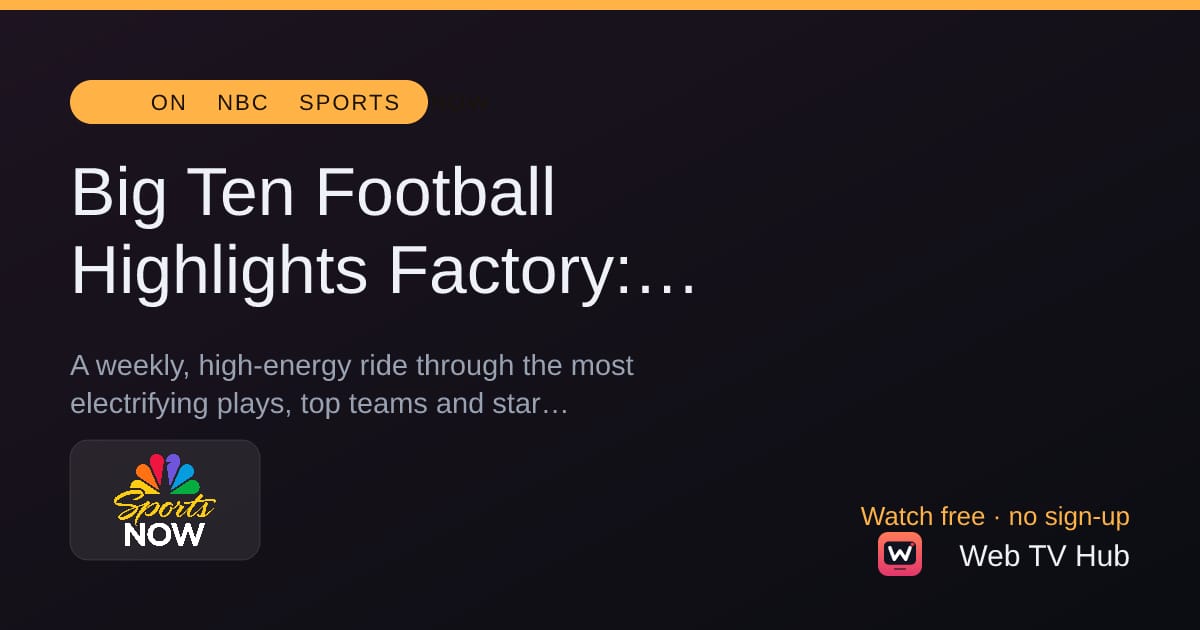 ON NBC SPORTS NOW
Big Ten Football
Highlights Factory:…
A weekly, high-energy ride through the most
electrifying plays, top teams and star…
Sports
NOW
Watch free · no sign-up
W
Web TV Hub